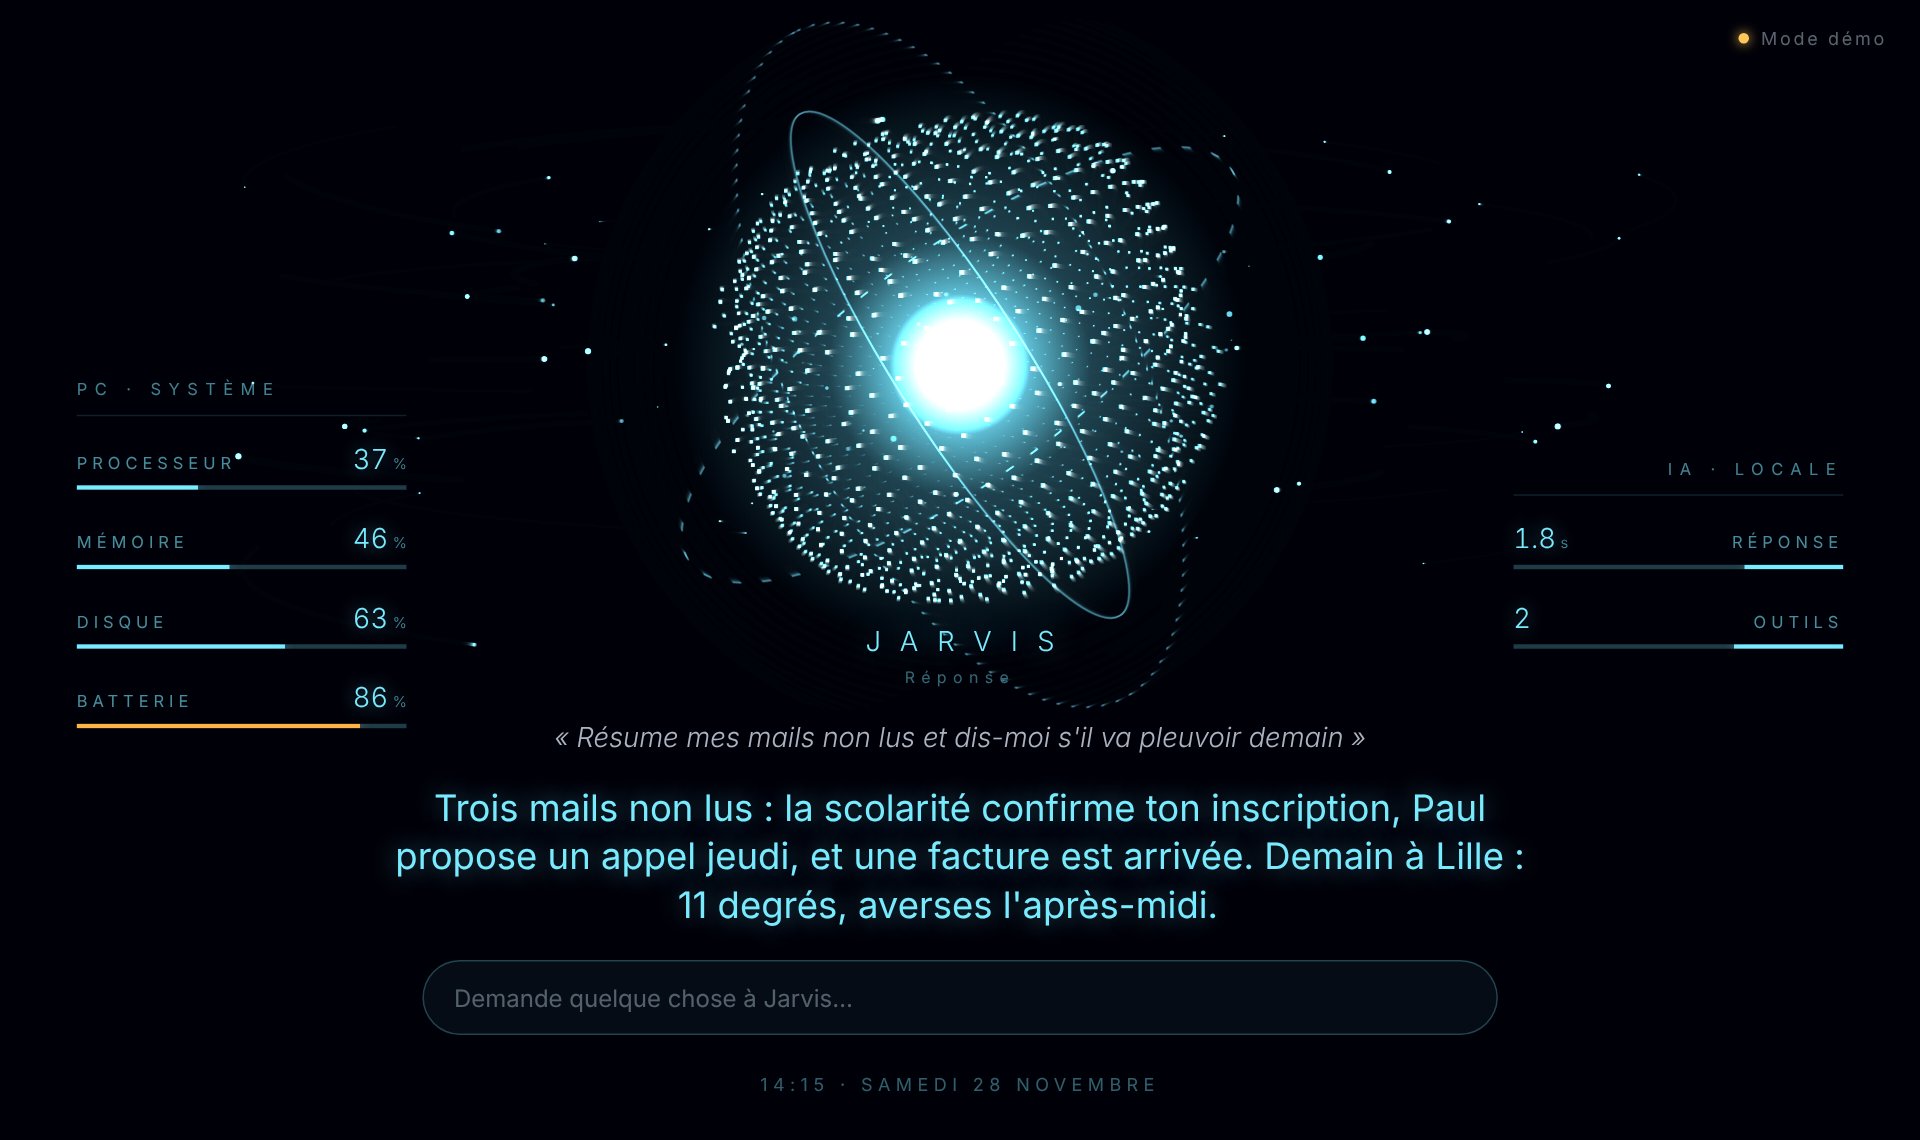 Mode démo
PC · SYSTÈME
PROCESSEUR 37 %
MÉMOIRE 46 %
DISQUE 63 %
BATTERIE 86 %
IA · LOCALE
1.8 s RÉPONSE
2 OUTILS
JARVIS
Réponse
« Résume mes mails non lus et dis-moi s'il va pleuvoir demain »
Trois mails non lus : la scolarité confirme ton inscription, Paul
propose un appel jeudi, et une facture est arrivée. Demain à Lille :
11 degrés, averses l'après-midi.
Demande quelque chose à Jarvis...
14:15 · SAMEDI 28 NOVEMBRE